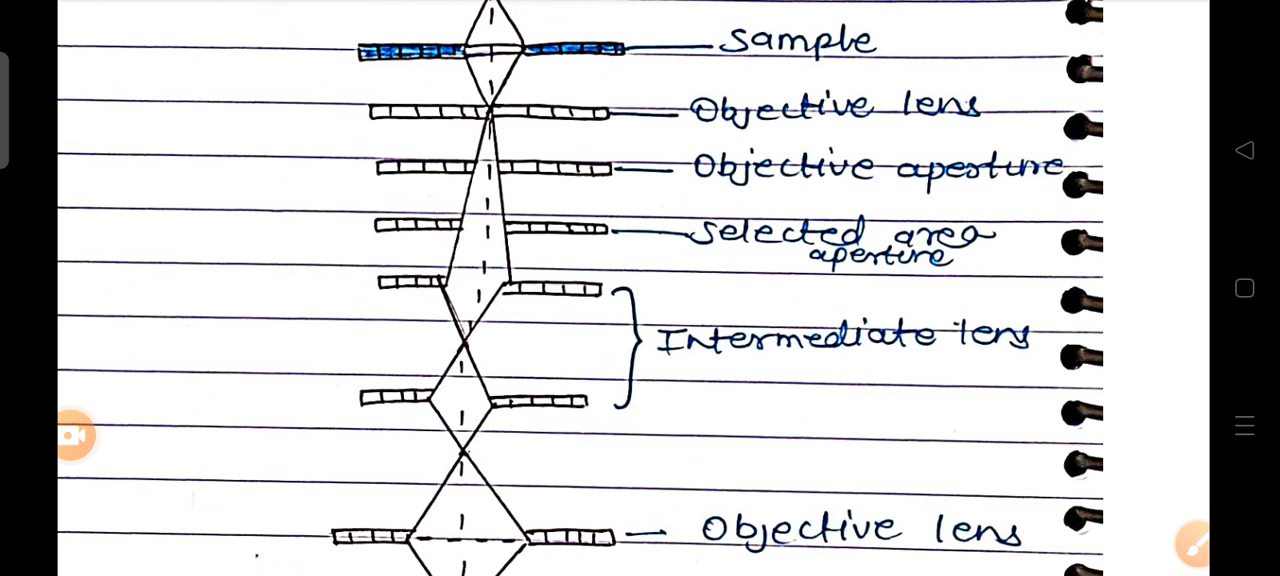 Sample
Objective lens
Objective aperture
Selected area
aperture
Intermediate lens
Objective lens